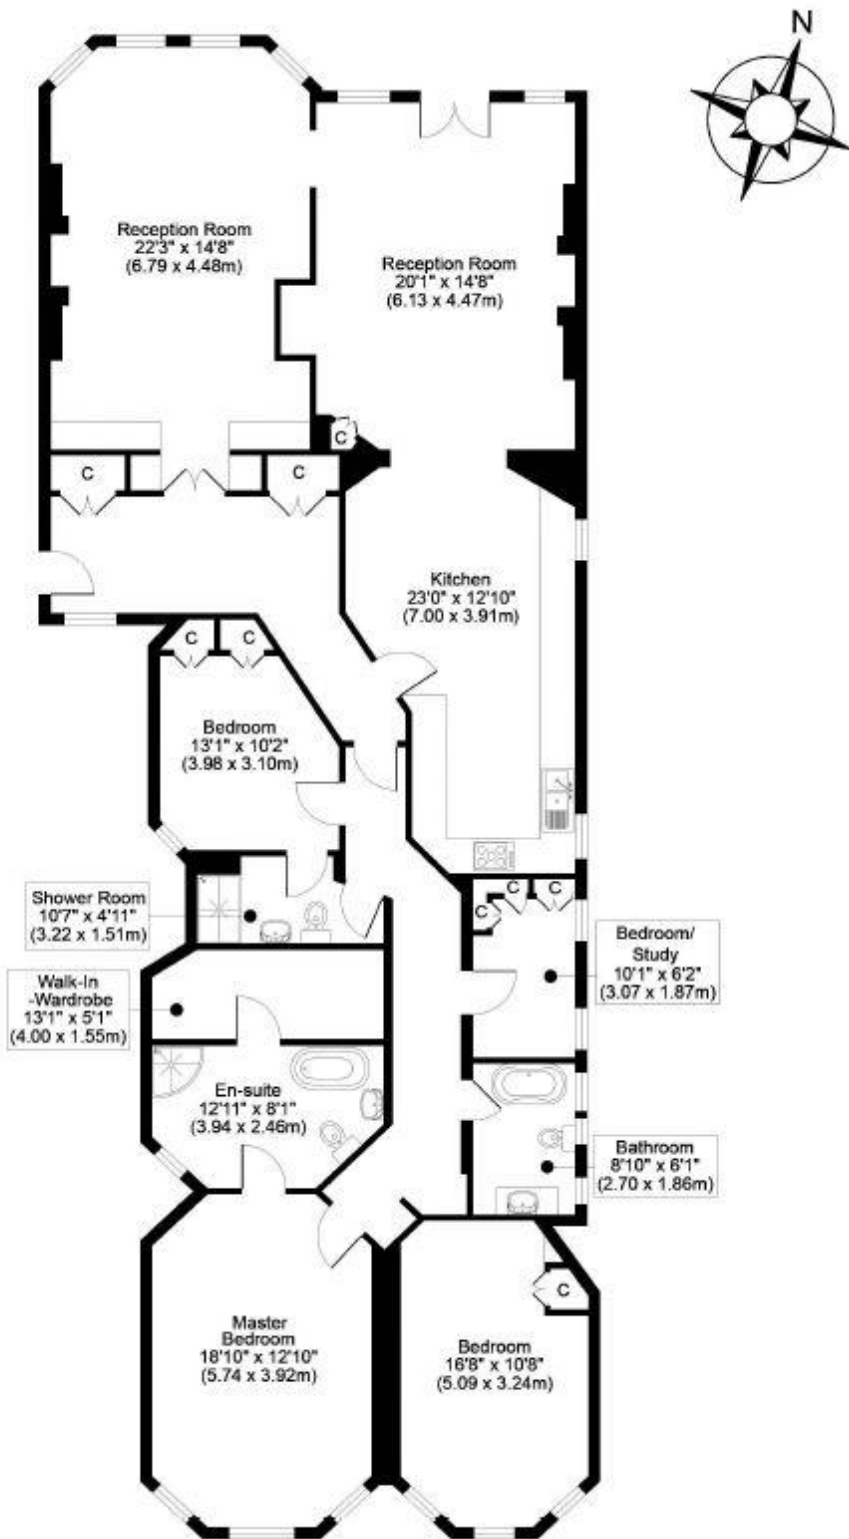 N
Reception Room
22'3" x 14'8"
(6.79 x 4.48m)
Reception Room
20'1" x 14'8"
(6.13 x 4.47m)
C
C
C
Kitchen
23'0" x 12'10"
(7.00 x 3.91m)
C
C
Bedroom
13'1" x 10'2"
(3.98 x 3.10m)
Shower Room
10'7" x 4'11"
(3.22 x 1.51m)
C
C
C
Bedroom/
Study
10'1" x 6'2"
(3.07 x 1.87m)
Walk-In
-Wardrobe
13'1" x 5'1"
(4.00 x 1.55m)
En-suite
12'11" x 8'1"
(3.94 x 2.46m)
Bathroom
8'10" x 6'1"
(2.70 x 1.86m)
C
Master
Bedroom
18'10" x 12'10"
(5.74 x 3.92m)
Bedroom
16'8" x 10'8"
(5.09 x 3.24m)